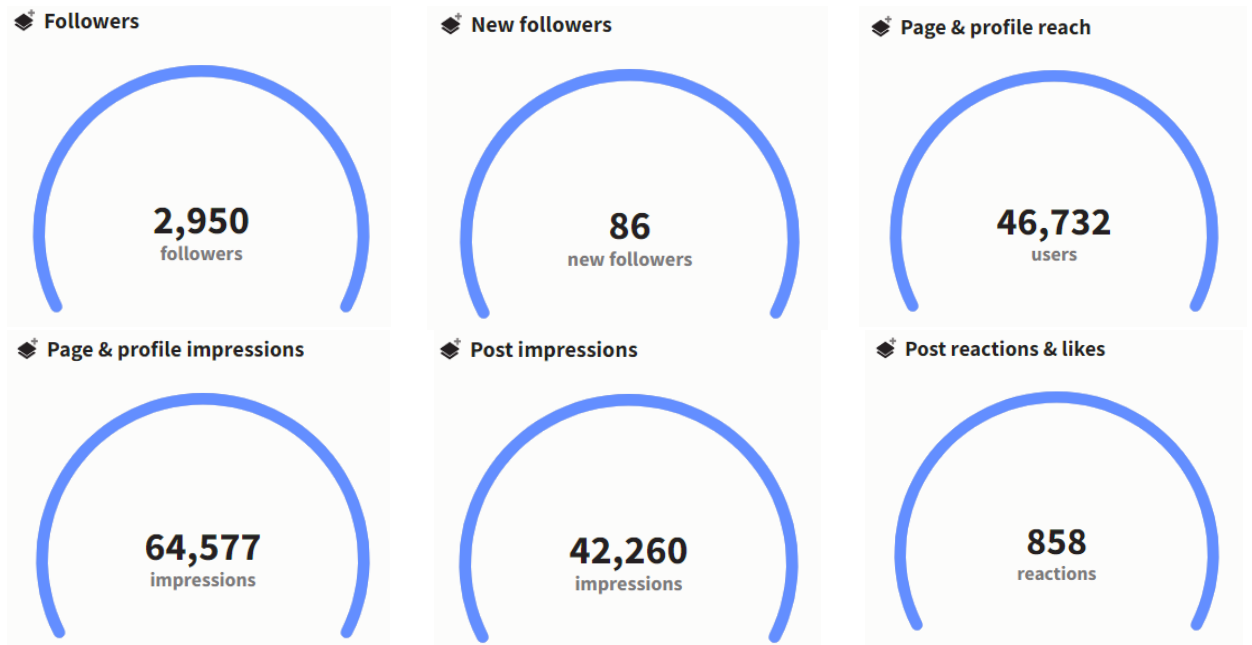 Followers
2,950
followers
New followers
86
new followers
Page & profile reach
46,732
users
Page & profile impressions
64,577
impressions
Post impressions
42,260
impressions
Post reactions & likes
858
reactions